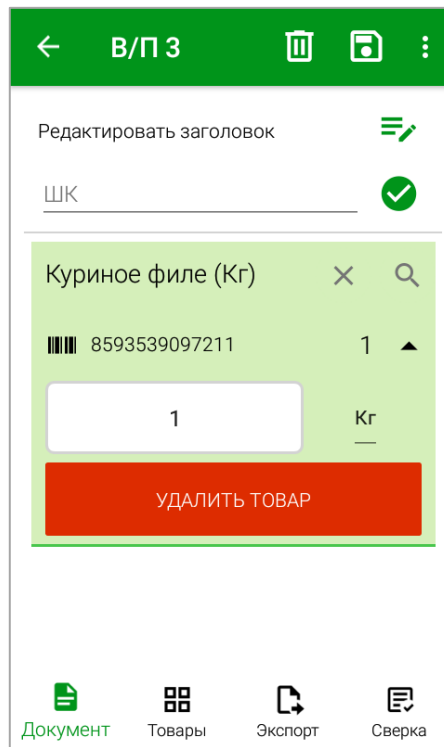 В/П 3
Редактировать заголовок
ШК
Куриное филе (Кг)
8593539097211 1
1 Кг
УДАЛИТЬ ТОВАР
Документ Товары Экспорт Сверка